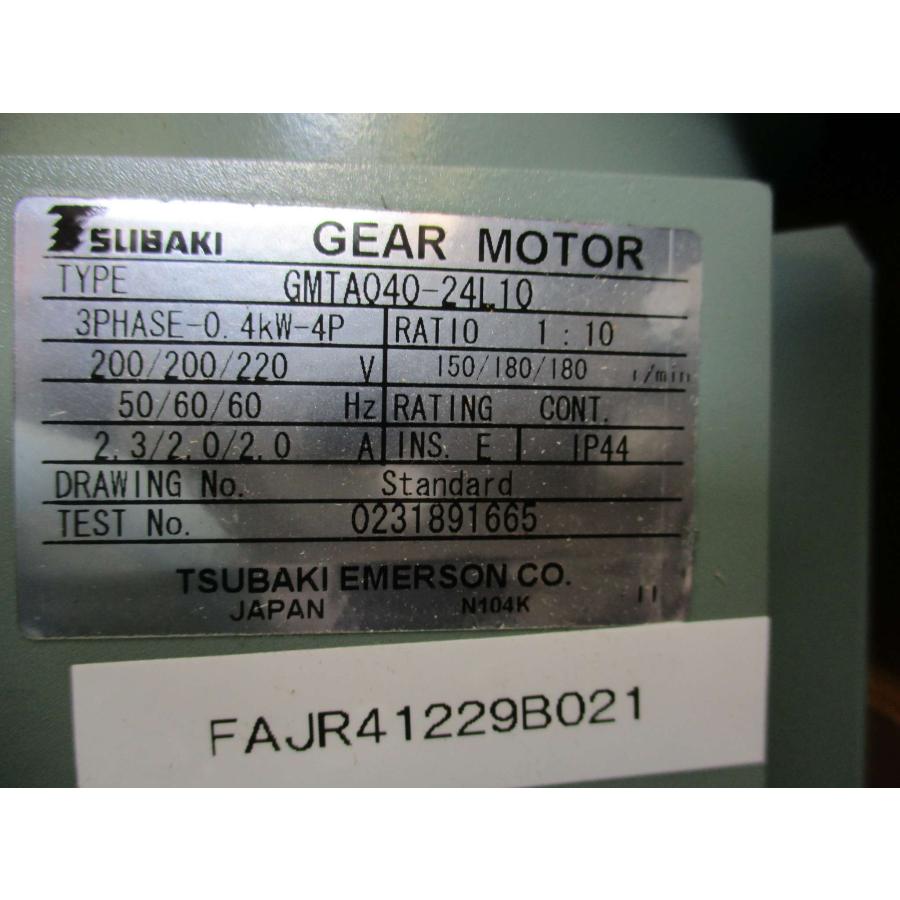 TSUBAKI GEAR MOTOR
TYPE GMTA040-24L10
3PHASE-0.4kW-4P RATIO 1:10
200/200/220 V 150/180/180 r/min
50/60/60 Hz RATING CONT.
2.3/2.0/2.0 A INS. E IP44
DRAWING No. Standard
TEST No. 0231891665
TSUBAKI EMERSON CO.
JAPAN N104K
FAJR41229B021